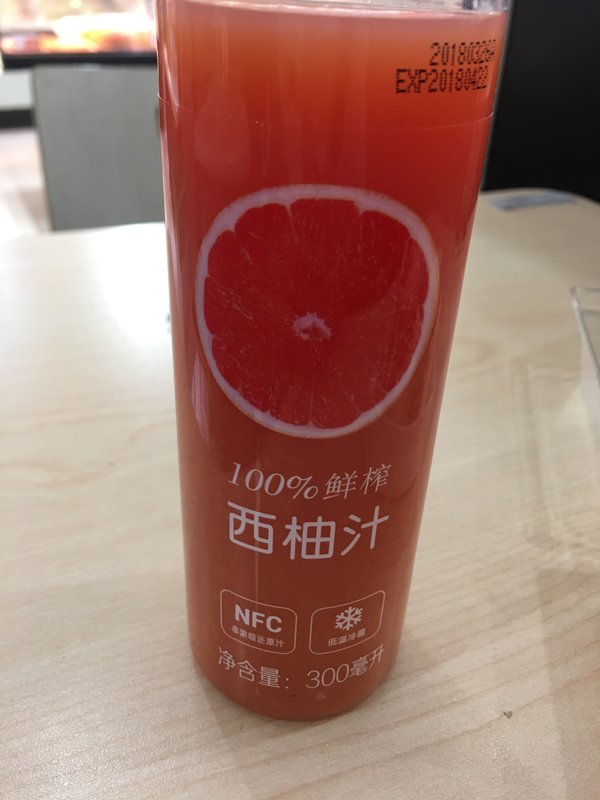 20180326A
EXP20180422
100%鲜榨
西柚汁
NFC
非浓缩还原汁
低温冷藏
净含量：300毫升